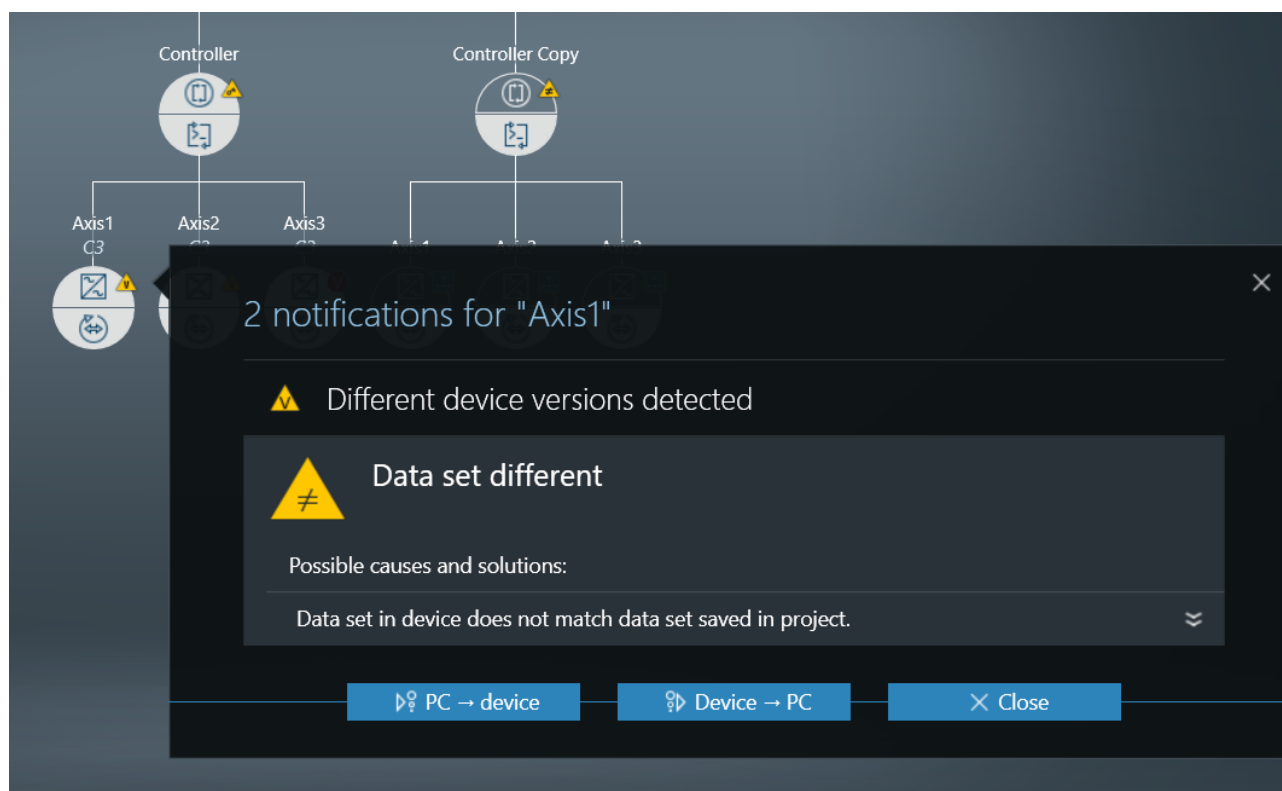 Controller
Controller Copy
Axis1
Axis2
Axis3
C3
2 notifications for "Axis1"
V Different device versions detected
Data set different
≠
Possible causes and solutions:
Data set in device does not match data set saved in project.
PC → device
Device → PC
Close